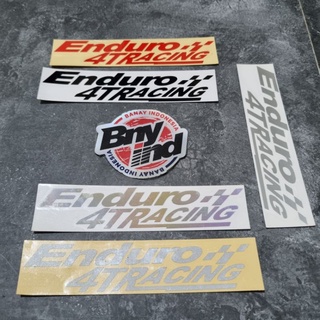 Enduro
4TRACING
Enduro
4TRACING
BANAY INDONESIA
Bny
ind
BANAY INDONESIA
Enduro
4TRACING
Enduro
4TRACING
Enduro
4TRACING